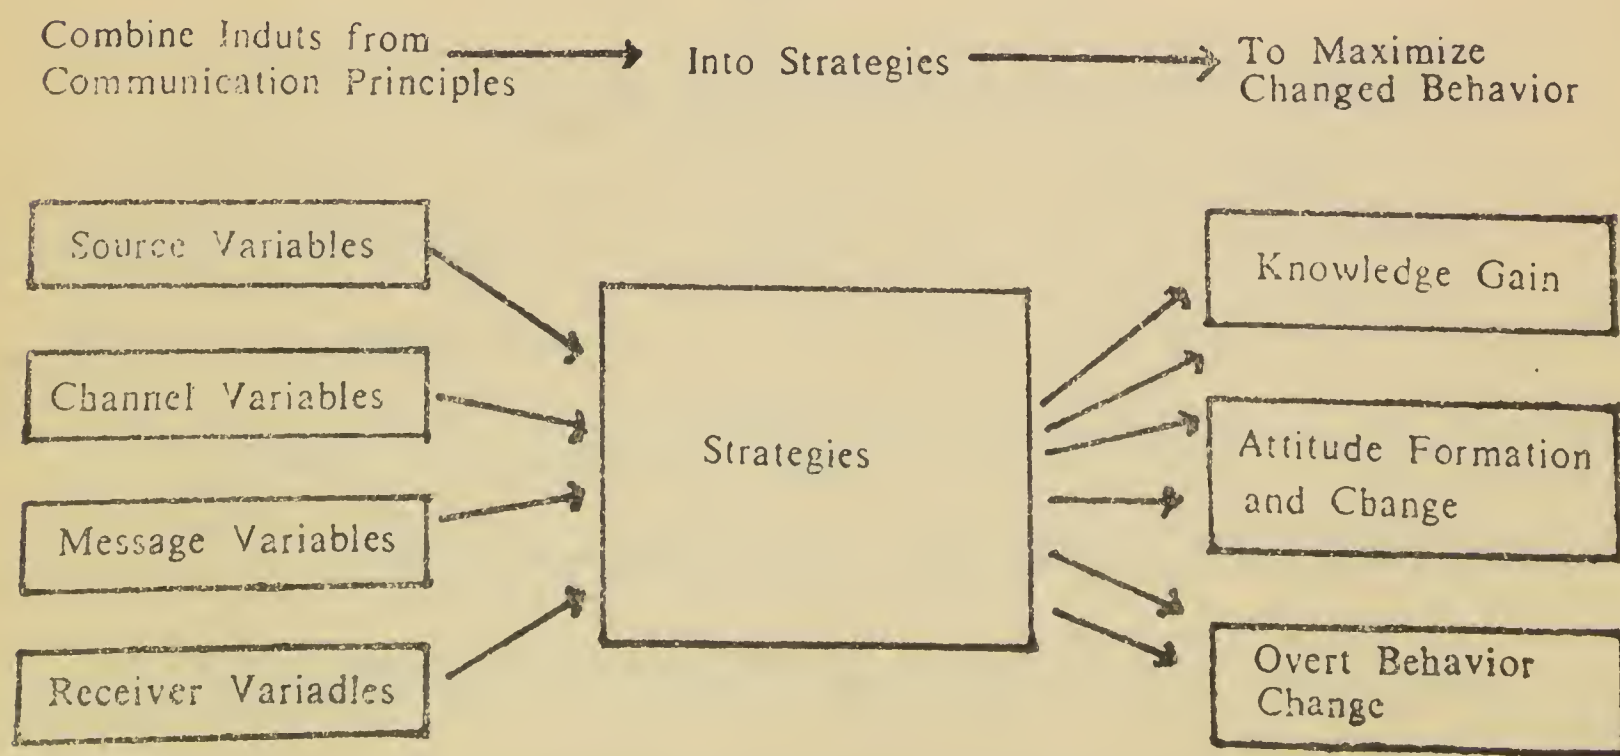 Combine Induts from
Communication Principles
Into Strategies
To Maximize
Changed Behavior
Source Variables
Channel Variables
Message Variables
Receiver Variadles
Strategies
Knowledge Gain
Attitude Formation
and Cbange
Overt Behavior
Change